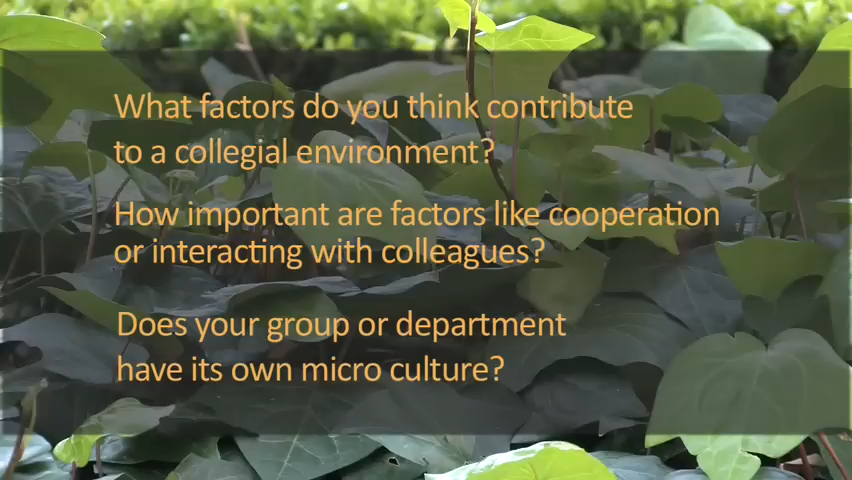 What factors do you think contribute
to a collegial environment?
How important are factors like cooperation
or interacting with colleagues?
Does your group or department
have its own micro culture?